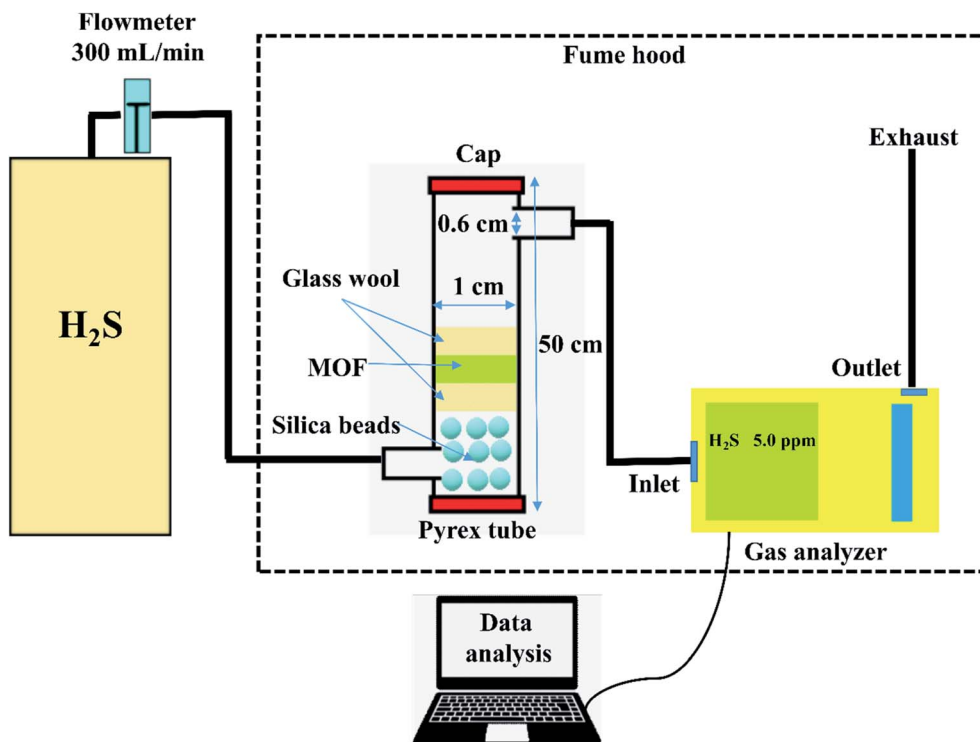 Flowmeter
300 mL/min
Fume hood
Exhaust
Cap
0.6 cm
Glass wool
1 cm
H₂S
MOF
50 cm
Outlet
Silica beads
H₂S 5.0 ppm
Inlet
Pyrex tube
Gas analyzer
Data
analysis